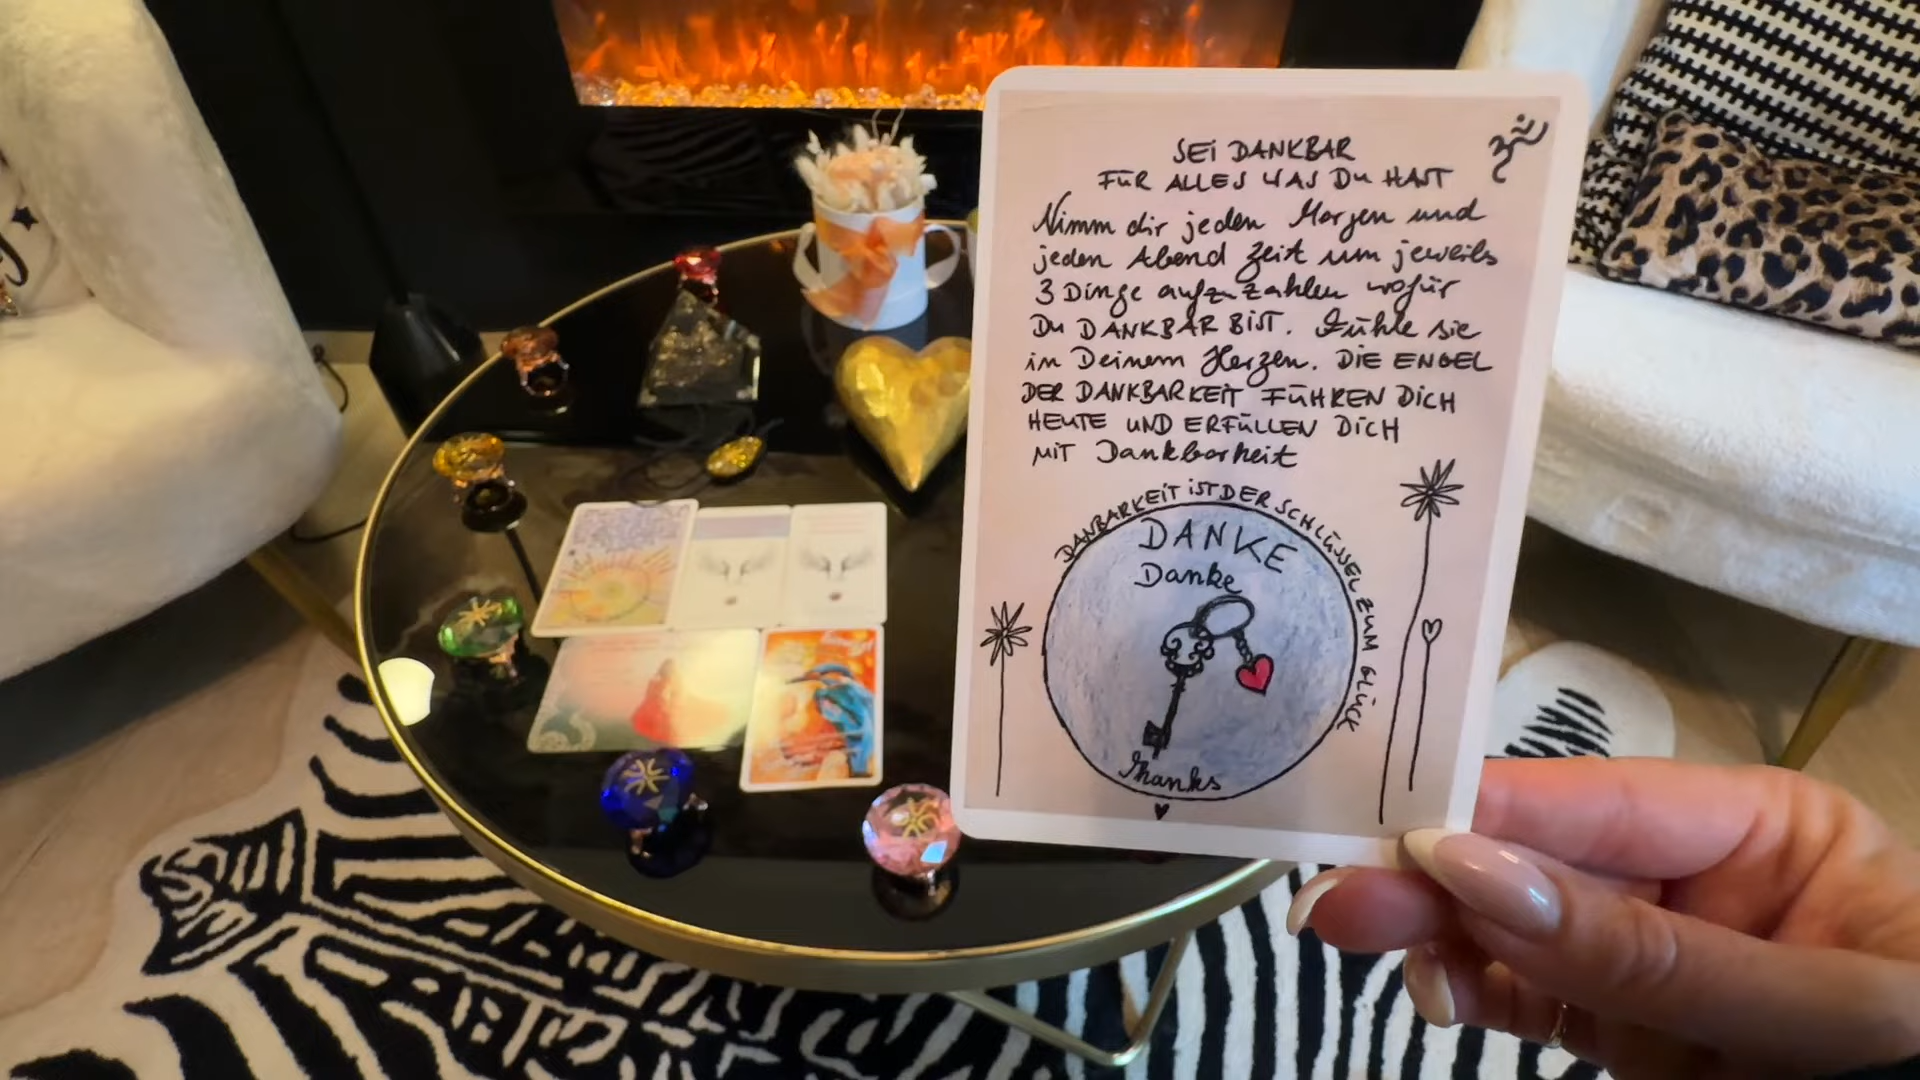 SEI DANKBAR
FÜR ALLES WAS DU HAST
Nimm dir jeden Morgen und
jeden Abend Zeit um jeweils
3 Dinge aufzuzählen wofür
Du DANKBAR BIST. Fühle sie
in Deinem Herzen. DIE ENGEL
DER DANKBARKEIT FÜHREN DICH
HEUTE UND ERFÜLLEN DICH
MIT Dankbarkeit
DANBARKEIT IST DER SCHLÜSSEL ZUM GLÜCK
DANKE
Danke
Thanks